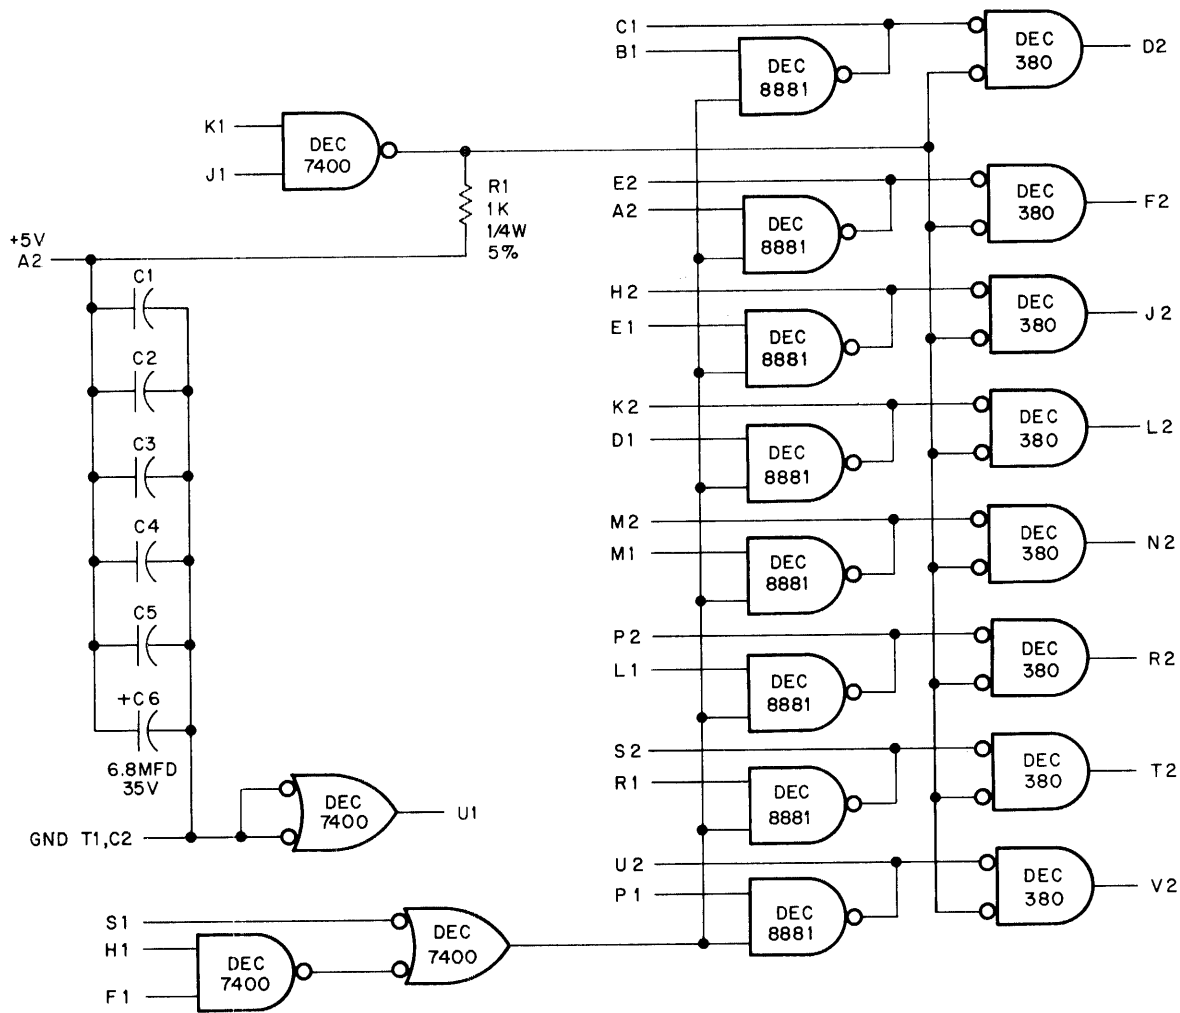 C1
B1
DEC
8881
DEC
380
D2
K1
J1
DEC
7400
R1
1K
1/4W
5%
+5V
A2
E2
A2
DEC
8881
DEC
380
F2
C1
H2
E1
DEC
8881
DEC
380
J2
C2
K2
D1
DEC
8881
DEC
380
L2
C3
M2
M1
DEC
8881
DEC
380
N2
C4
C5
P2
L1
DEC
8881
DEC
380
R2
+C6
6.8MFD
35V
S2
R1
DEC
8881
DEC
380
T2
GND T1,C2
DEC
7400
U1
U2
P1
DEC
8881
DEC
380
V2
S1
H1
F1
DEC
7400
DEC
7400